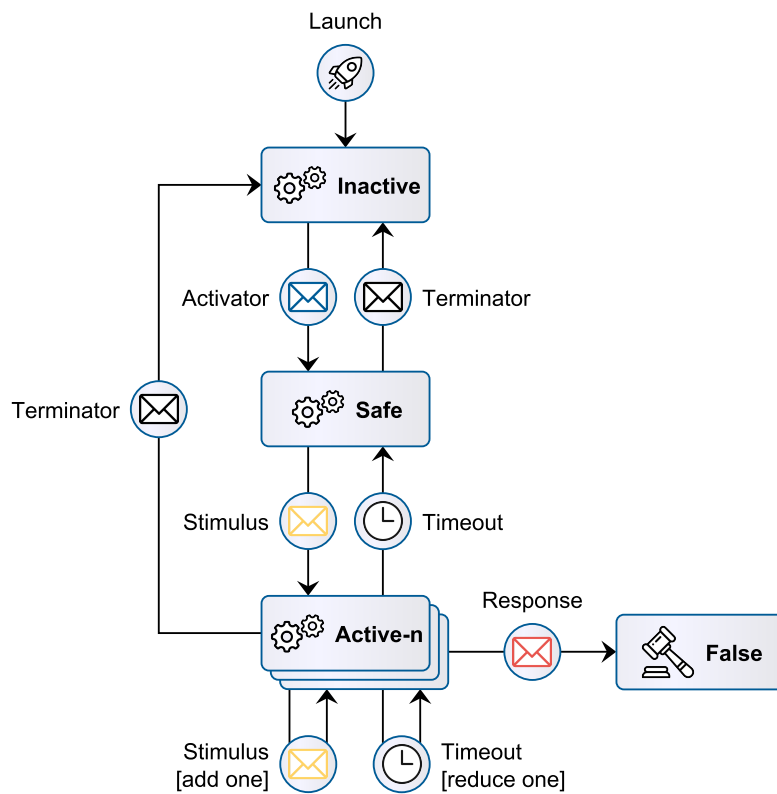 Launch
Inactive
Activator
Terminator
Terminator
Safe
Stimulus
Timeout
Response
Active-n
False
Stimulus
[add one]
Timeout
[reduce one]